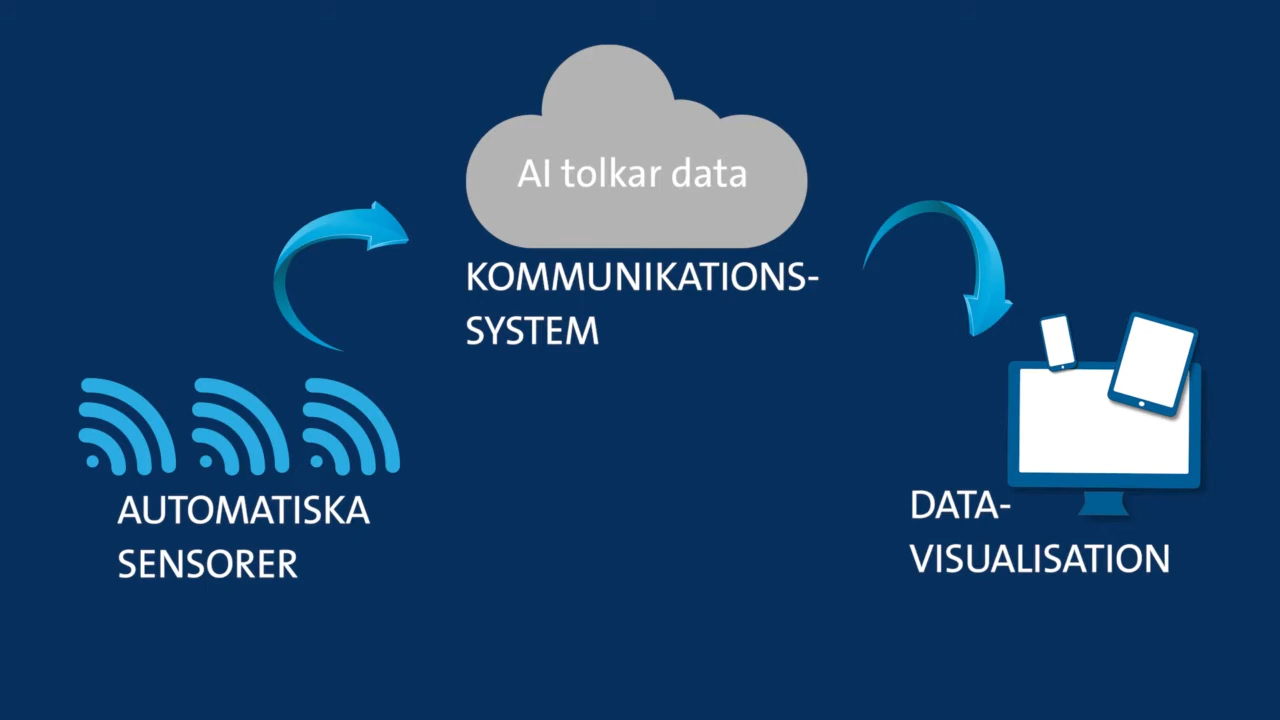 AI tolkar data
KOMMUNIKATIONS-
SYSTEM
AUTOMATISKA
SENSORER
DATA-
VISUALISATION